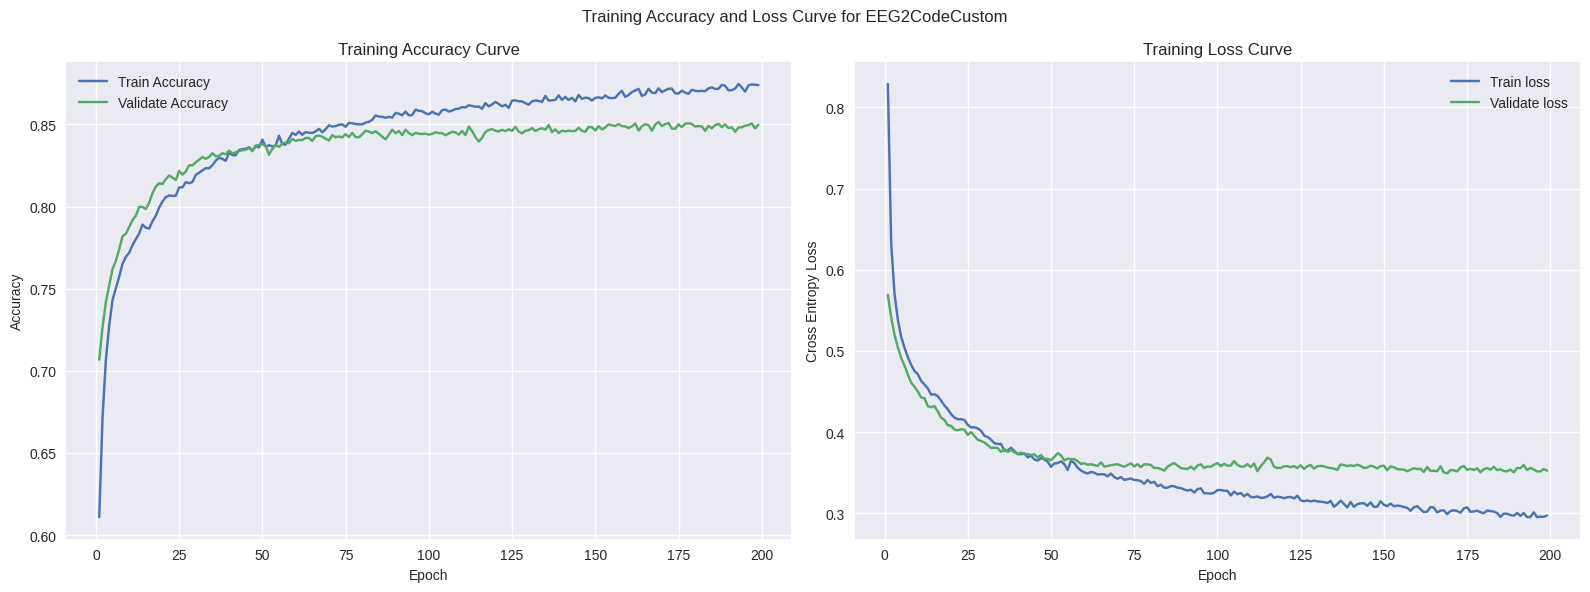 Training Accuracy and Loss Curve for EEG2CodeCustom
Training Accuracy Curve
Train Accuracy
Validate Accuracy
0.85
0.80
0.75
0.70
0.65
0.60
Accuracy
0 25 50 75 100 125 150 175 200
Epoch
Training Loss Curve
Train loss
Validate loss
0.8
0.7
0.6
0.5
0.4
0.3
Cross Entropy Loss
0 25 50 75 100 125 150 175 200
Epoch